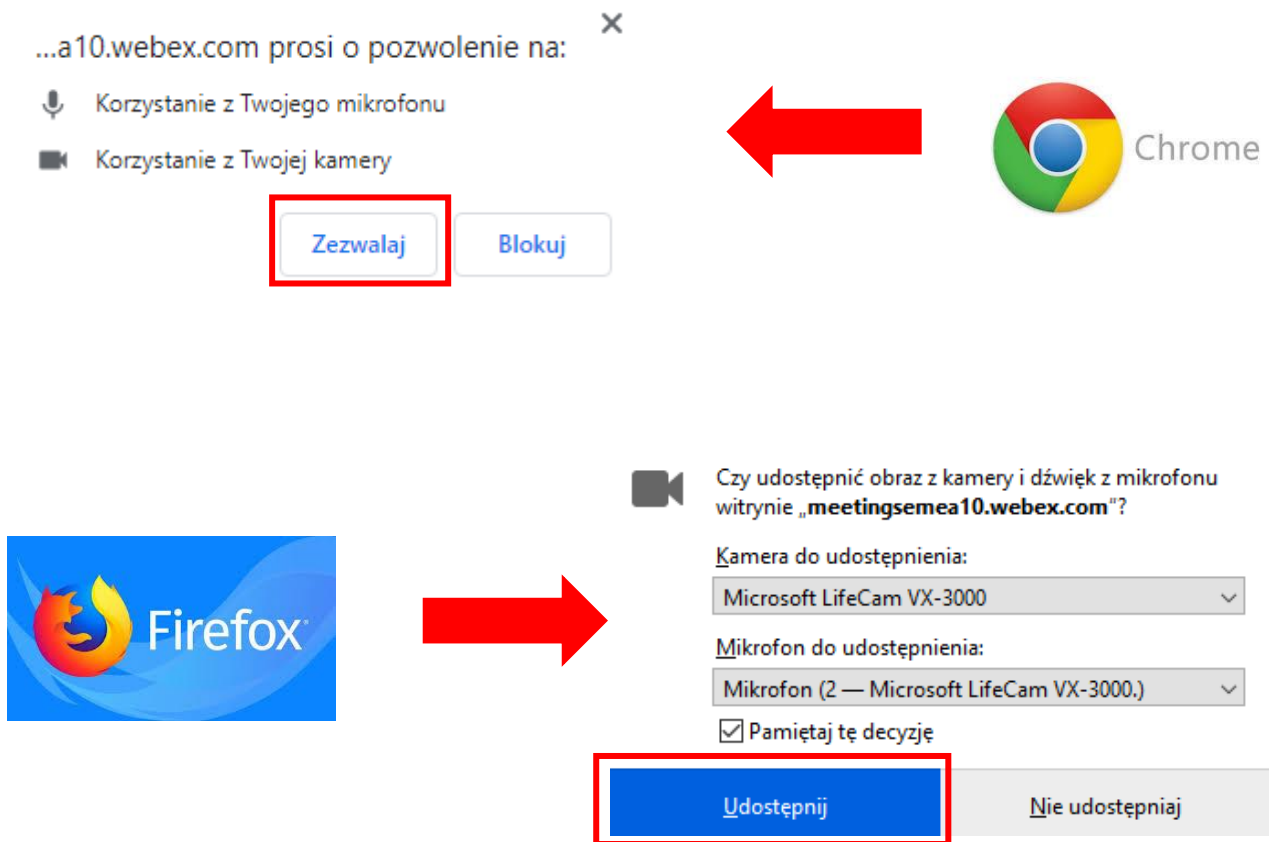 ...a10.webex.com prosi o pozwolenie na:
Korzystanie z Twojego mikrofonu
Korzystanie z Twojej kamery
Zezwalaj
Blokuj
Chrome
Firefox
Czy udostępnić obraz z kamery i dźwięk z mikrofonu
witrynie „meetingsemea10.webex.com”?
Kamera do udostępnienia:
Microsoft LifeCam VX-3000
Mikrofon do udostępnienia:
Mikrofon (2 — Microsoft LifeCam VX-3000.)
Pamiętaj tę decyzję
Udostępnij
Nie udostępniaj